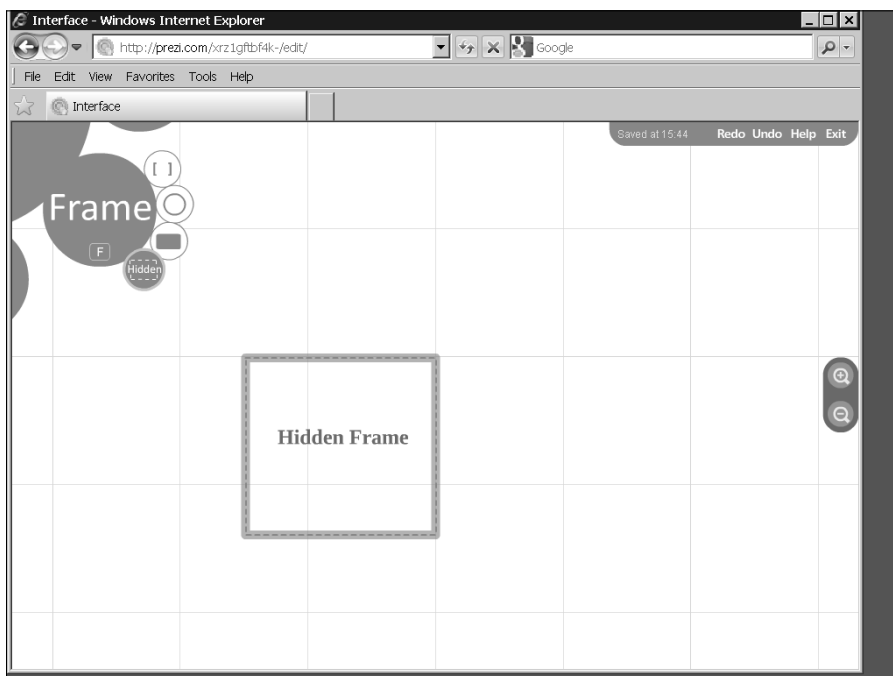 Interface - Windows Internet Explorer
http://prezi.com/xrz1gftbf4k-/edit/
Google
File Edit View Favorites Tools Help
Interface
Saved at 15:44 Redo Undo Help Exit
[ ]
Frame
F
Hidden
Hidden Frame